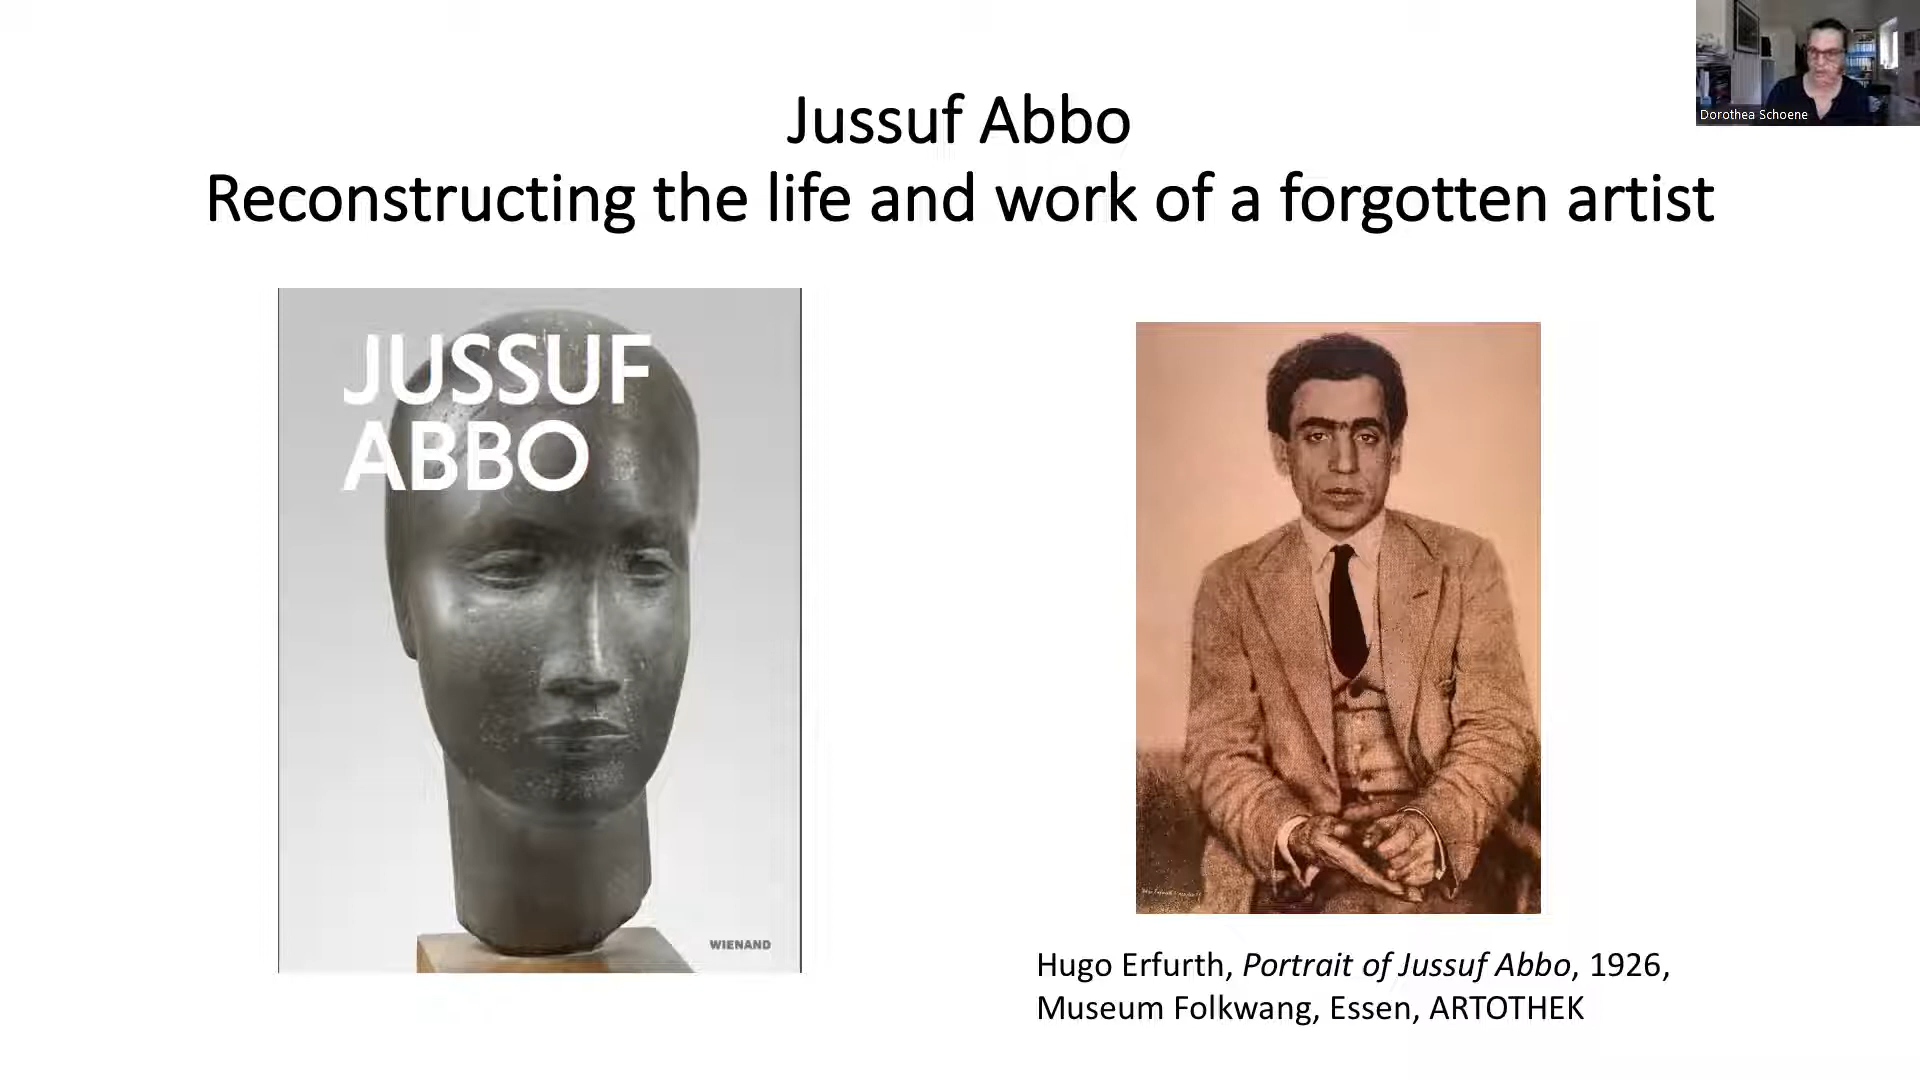 Jussuf Abbo
Reconstructing the life and work of a forgotten artist
Dorothea Schoene
JUSSUF
ABBO
WIENAND
Hugo Erfurth, Portrait of Jussuf Abbo, 1926,
Museum Folkwang, Essen, ARTOTHEK